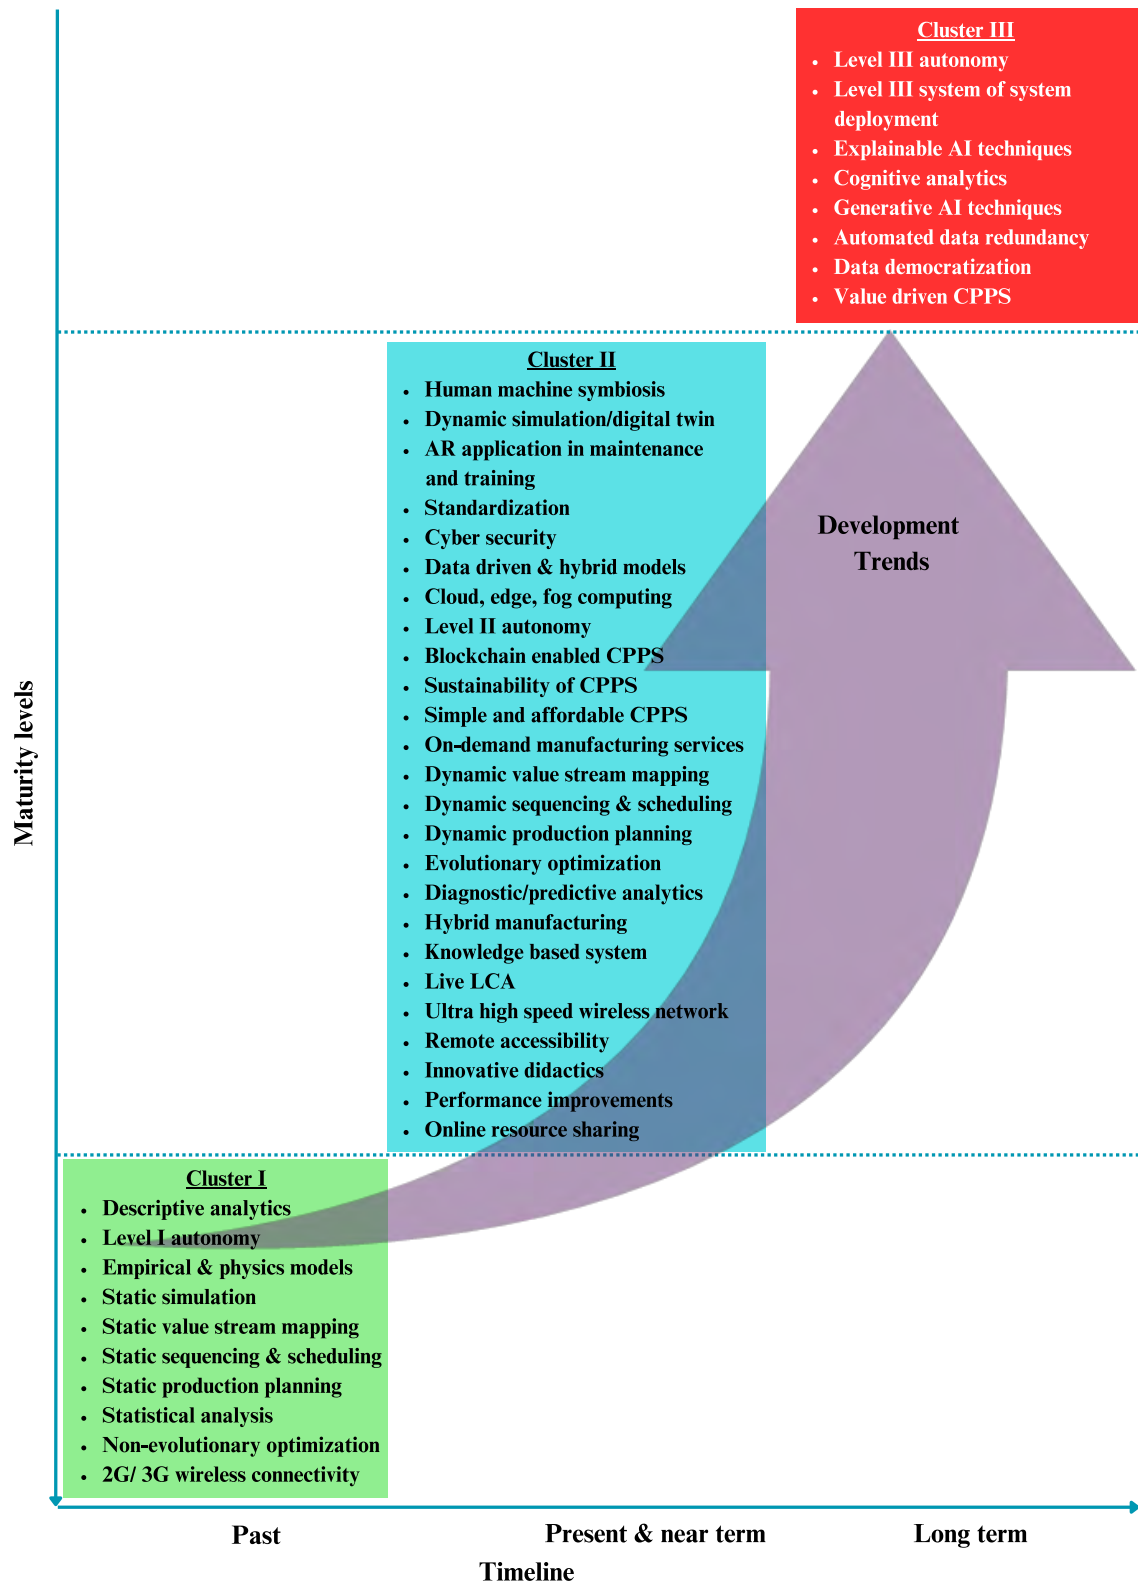 Cluster III
• Level III autonomy
• Level III system of system
deployment
• Explainable AI techniques
• Cognitive analytics
• Generative AI techniques
• Automated data redundancy
• Data democratization
• Value driven CPPS
Cluster II
• Human machine symbiosis
• Dynamic simulation/digital twin
• AR application in maintenance
and training
• Standardization
• Cyber security
• Data driven & hybrid models
• Cloud, edge, fog computing
• Level II autonomy
• Blockchain enabled CPPS
• Sustainability of CPPS
• Simple and affordable CPPS
• On-demand manufacturing services
• Dynamic value stream mapping
• Dynamic sequencing & scheduling
• Dynamic production planning
• Evolutionary optimization
• Diagnostic/predictive analytics
• Hybrid manufacturing
• Knowledge based system
• Live LCA
• Ultra high speed wireless network
• Remote accessibility
• Innovative didactics
• Performance improvements
• Online resource sharing
Development
Trends
Maturity levels
Cluster I
• Descriptive analytics
• Level I autonomy
• Empirical & physics models
• Static simulation
• Static value stream mapping
• Static sequencing & scheduling
• Static production planning
• Statistical analysis
• Non-evolutionary optimization
• 2G/ 3G wireless connectivity
Past
Present & near term
Long term
Timeline